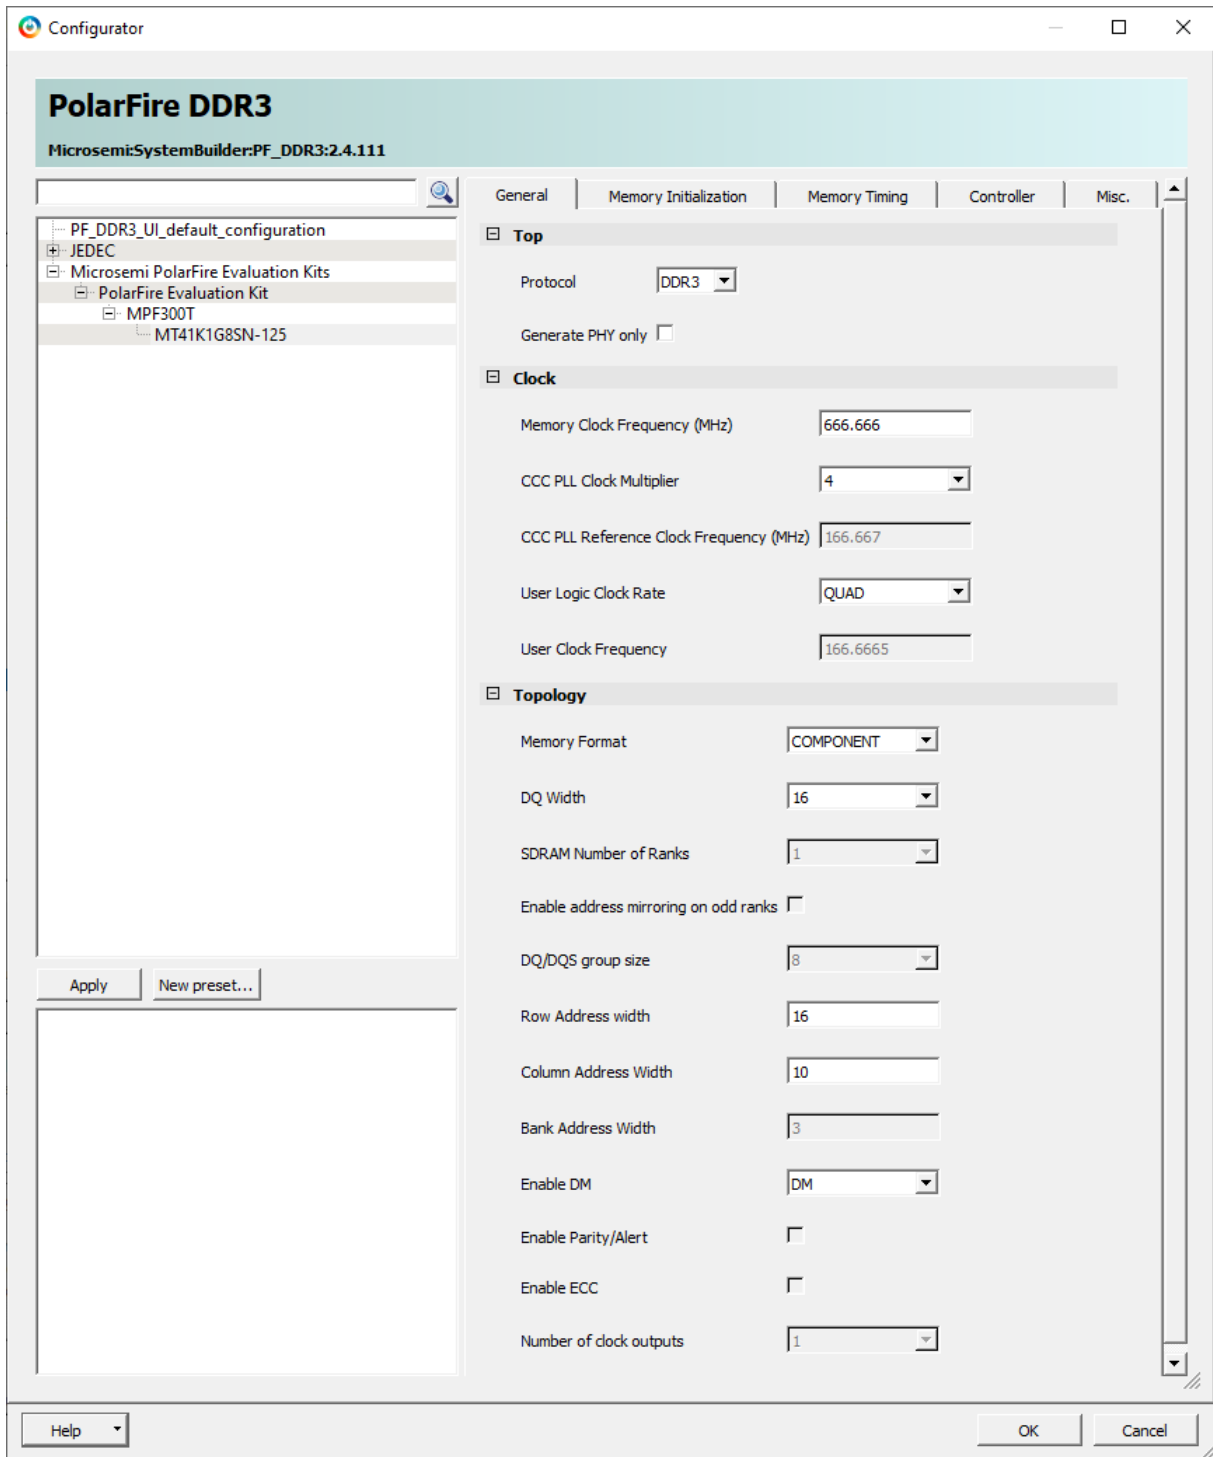 Configurator
PolarFire DDR3
Microsemi:SystemBuilder:PF_DDR3:2.4.111
PF_DDR3_UI_default_configuration
JEDEC
Microsemi PolarFire Evaluation Kits
PolarFire Evaluation Kit
MPF300T
MT41K1G8SN-125
Apply New preset...
General Memory Initialization Memory Timing Controller Misc.
Top
Protocol DDR3
Generate PHY only
Clock
Memory Clock Frequency (MHz) 666.666
CCC PLL Clock Multiplier 4
CCC PLL Reference Clock Frequency (MHz) 166.667
User Logic Clock Rate QUAD
User Clock Frequency 166.6665
Topology
Memory Format COMPONENT
DQ Width 16
SDRAM Number of Ranks 1
Enable address mirroring on odd ranks
DQ/DQS group size 8
Row Address width 16
Column Address Width 10
Bank Address Width 3
Enable DM DM
Enable Parity/Alert
Enable ECC
Number of clock outputs 1
Help OK Cancel